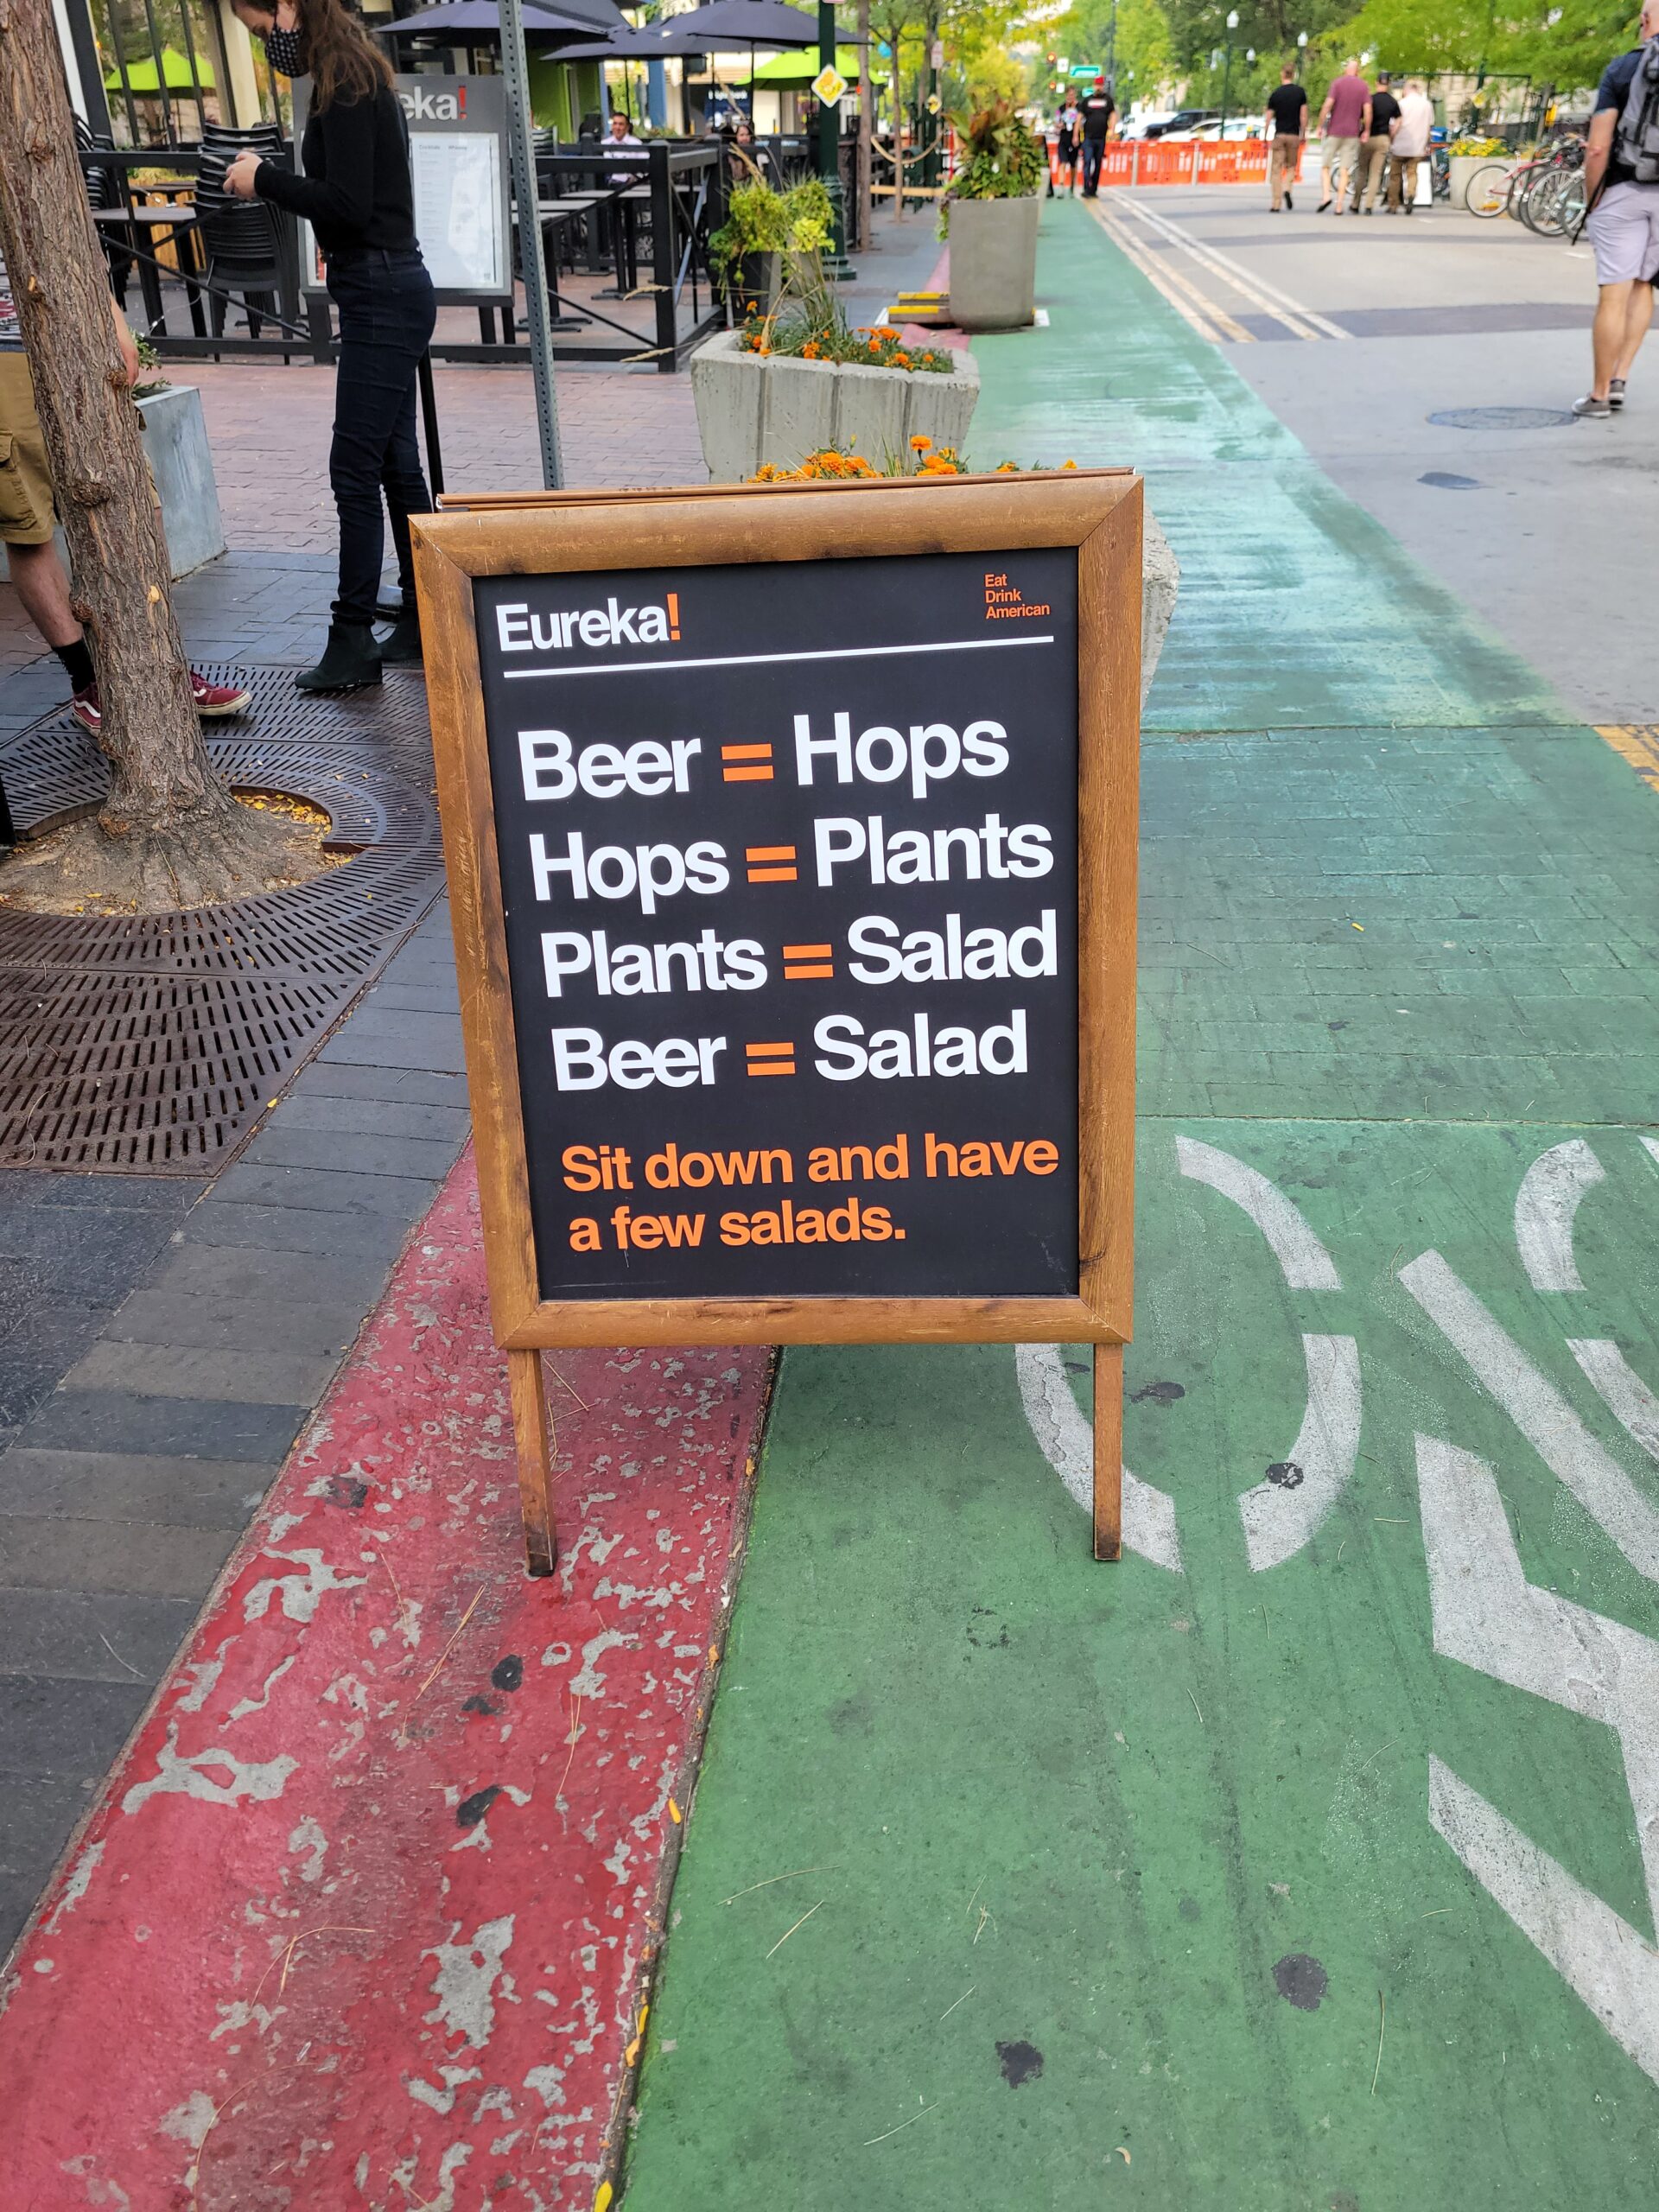 eka!
Eureka!
Eat
Drink
American
Beer = Hops
Hops = Plants
Plants = Salad
Beer = Salad
Sit down and have
a few salads.